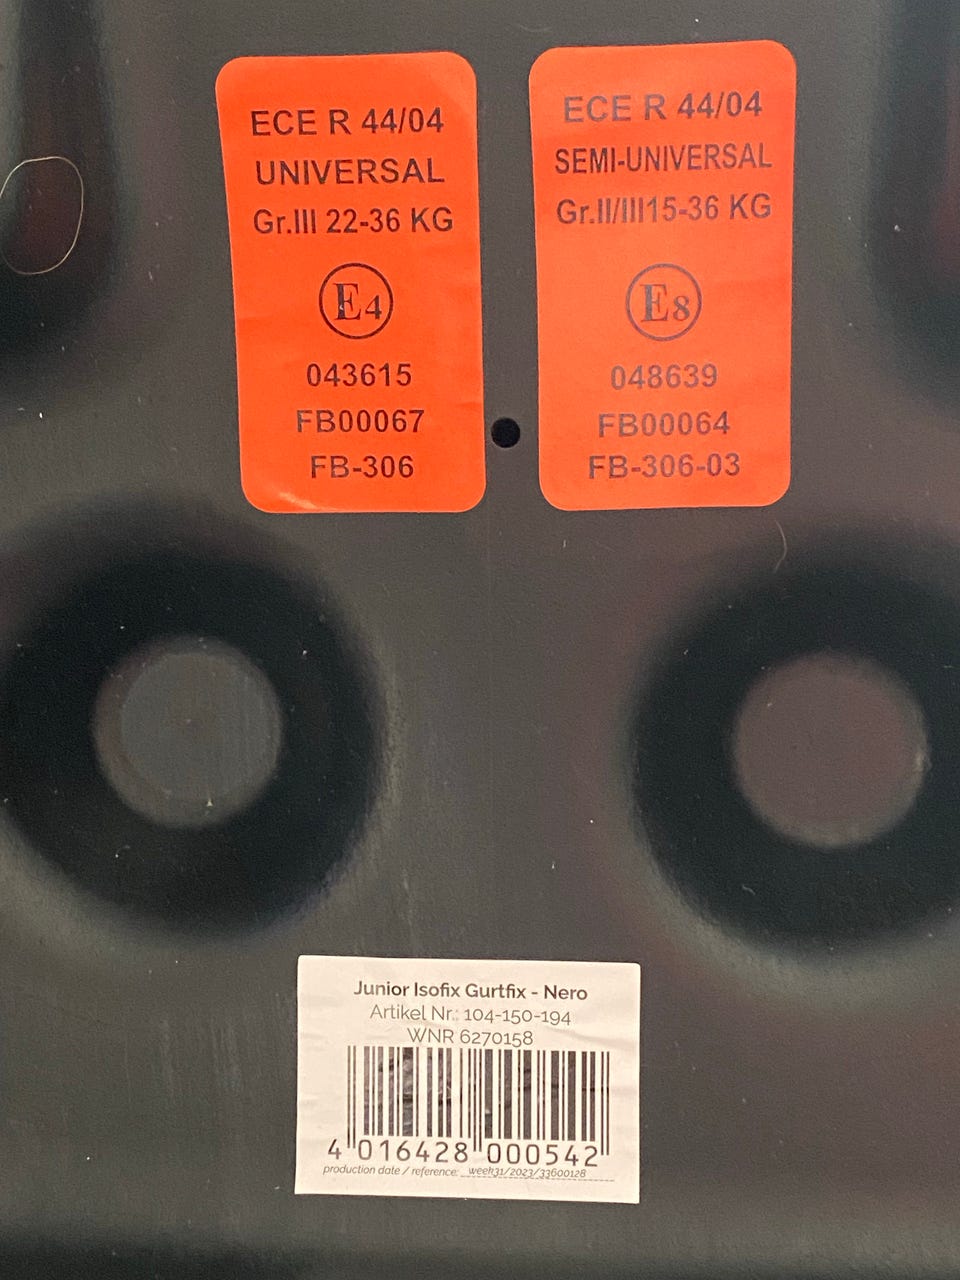 ECE R 44/04
UNIVERSAL
Gr.III 22-36 KG
E4
043615
FB00067
FB-306
ECE R 44/04
SEMI-UNIVERSAL
Gr.II/III15-36 KG
E8
048639
FB00064
FB-306-03
Junior Isofix Gurtfix - Nero
Artikel Nr.: 104-150-194
WNR 6270158
4 016428 000542
production date / reference: week31/2023/33600128